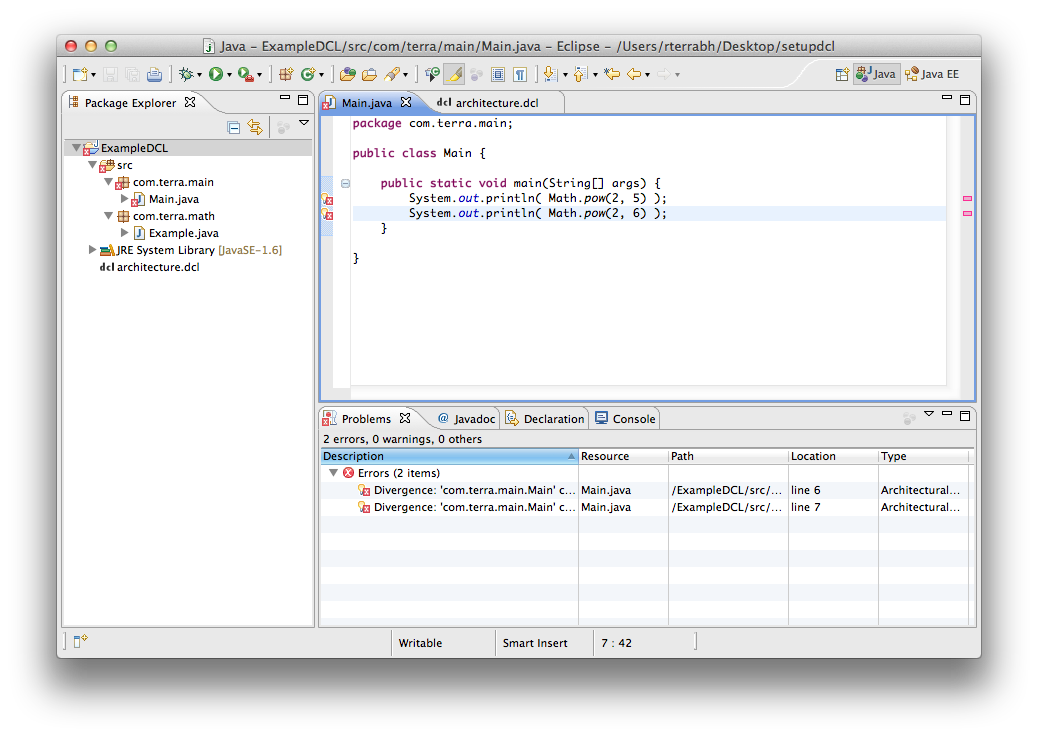 Java – ExampleDCL/src/com/terra/main/Main.java – Eclipse – /Users/rterrabh/Desktop/setupdcl
Java Java EE
Package Explorer
ExampleDCL
src
com.terra.main
Main.java
com.terra.math
Example.java
JRE System Library [JavaSE-1.6]
dcl architecture.dcl
Main.java dcl architecture.dcl
package com.terra.main;
public class Main {
public static void main(String[] args) {
System.out.println( Math.pow(2, 5) );
System.out.println( Math.pow(2, 6) );
}
}
Problems @ Javadoc Declaration Console
2 errors, 0 warnings, 0 others
Description Resource Path Location Type
Errors (2 items)
Divergence: 'com.terra.main.Main' c... Main.java /ExampleDCL/src/... line 6 Architectural...
Divergence: 'com.terra.main.Main' c... Main.java /ExampleDCL/src/... line 7 Architectural...
Writable Smart Insert 7 : 42